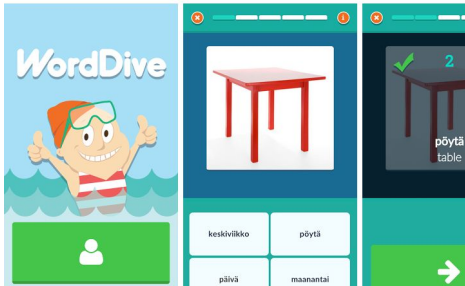 WordDive
keskiviikko
pöytä
päivä
maanantai
2
pöytä
table